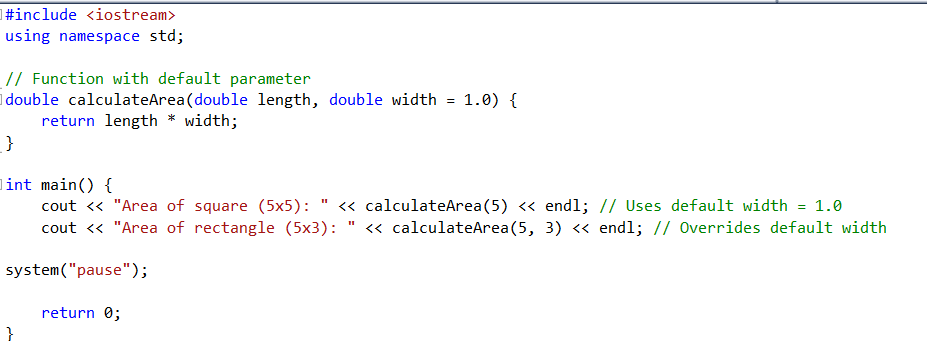 #include <iostream>
using namespace std;
// Function with default parameter
double calculateArea(double length, double width = 1.0) {
    return length * width;
}
int main() {
    cout << "Area of square (5x5): " << calculateArea(5) << endl; // Uses default width = 1.0
    cout << "Area of rectangle (5x3): " << calculateArea(5, 3) << endl; // Overrides default width
system("pause");
    return 0;
}